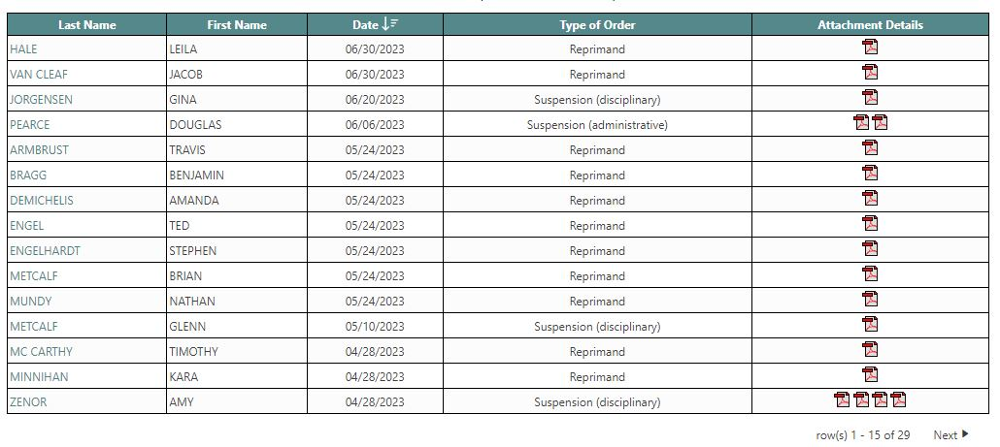 Last Name First Name Date Type of Order Attachment Details
HALE LEILA 06/30/2023 Reprimand
VAN CLEAF JACOB 06/30/2023 Reprimand
JORGENSEN GINA 06/20/2023 Suspension (disciplinary)
PEARCE DOUGLAS 06/06/2023 Suspension (administrative)
ARMBRUST TRAVIS 05/24/2023 Reprimand
BRAGG BENJAMIN 05/24/2023 Reprimand
DEMICHELIS AMANDA 05/24/2023 Reprimand
ENGEL TED 05/24/2023 Reprimand
ENGELHARDT STEPHEN 05/24/2023 Reprimand
METCALF BRIAN 05/24/2023 Reprimand
MUNDY NATHAN 05/24/2023 Reprimand
METCALF GLENN 05/10/2023 Suspension (disciplinary)
MC CARTHY TIMOTHY 04/28/2023 Reprimand
MINNIHAN KARA 04/28/2023 Reprimand
ZENOR AMY 04/28/2023 Suspension (disciplinary)
row(s) 1 - 15 of 29 Next